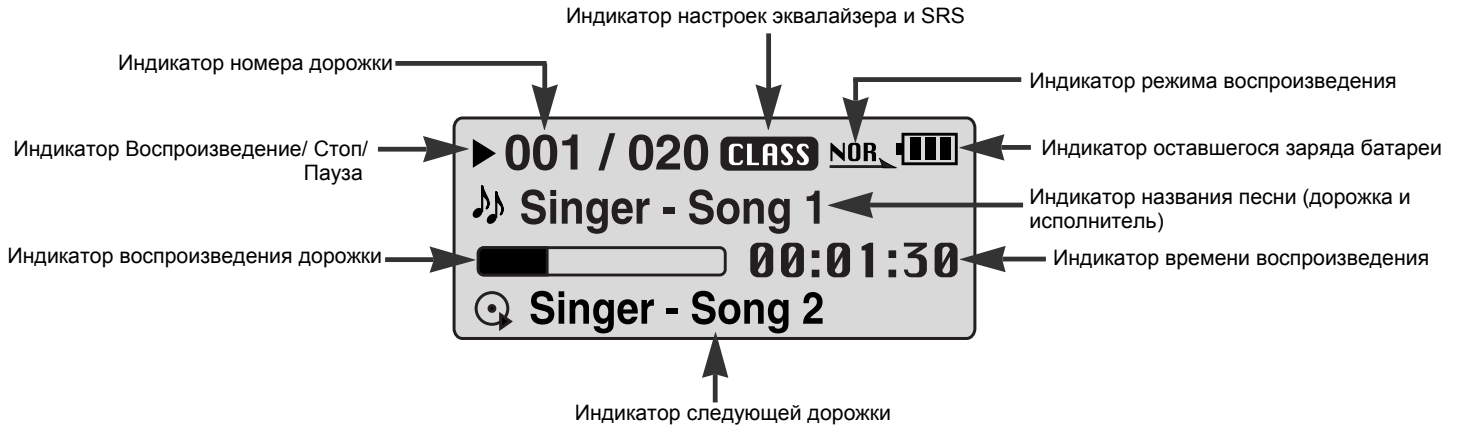 Индикатор настроек эквалайзера и SRS
Индикатор номера дорожки
Индикатор режима воспроизведения
Индикатор Воспроизведение/ Стоп/
Пауза
001 / 020 CLASS NOR
Индикатор оставшегося заряда батареи
Singer - Song 1
Индикатор названия песни (дорожка и
исполнитель)
Индикатор воспроизведения дорожки
00:01:30
Индикатор времени воспроизведения
Singer - Song 2
Индикатор следующей дорожки